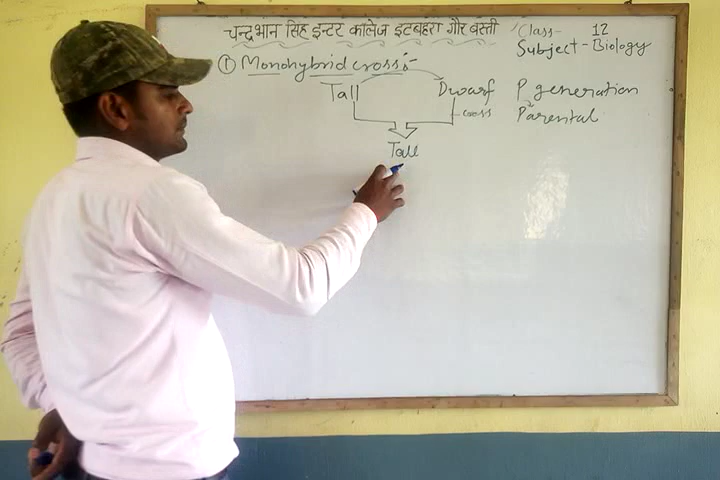 चन्द्रभान सिंह इन्टर कालेज इटबहरा गौर बस्ती
Class- 12
Subject - Biology
① Monohybrid cross:-
Tall Dwarf P generation
cross Parental
Tall